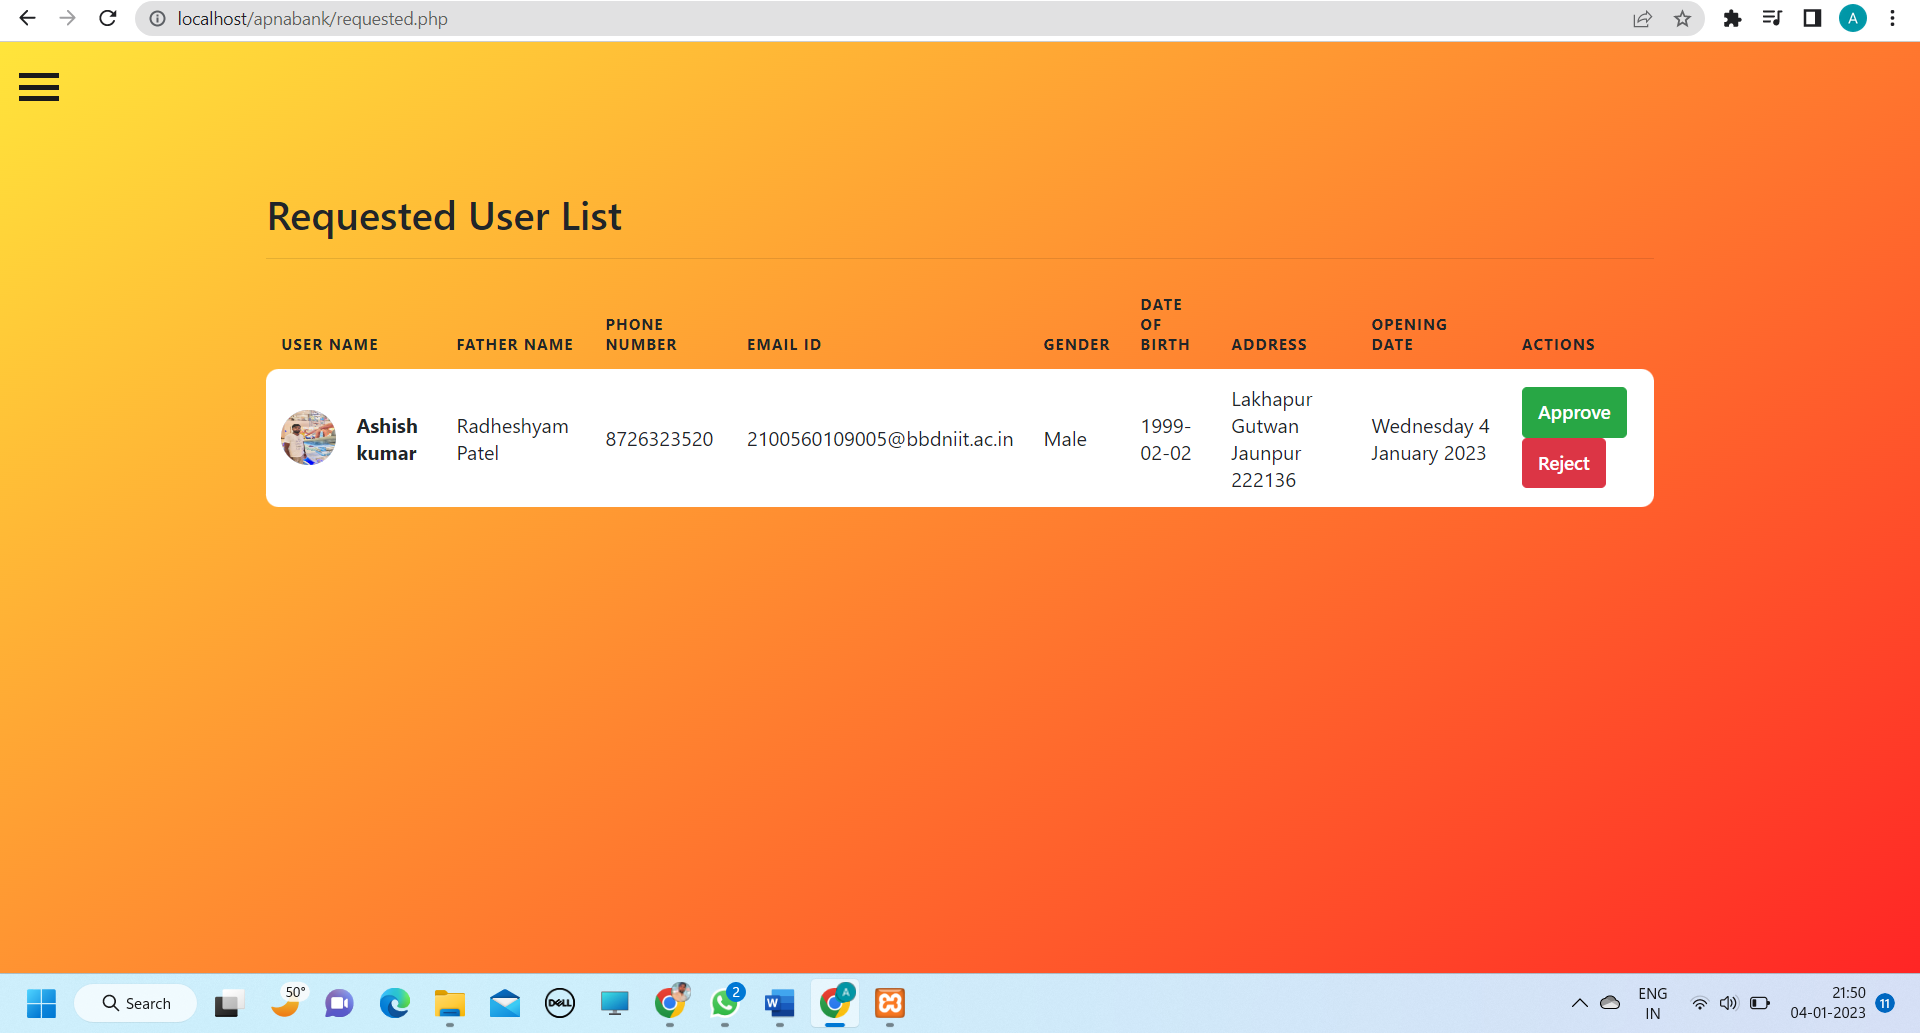 localhost/apnabank/requested.php
A
Requested User List
USER NAME
FATHER NAME
PHONE
NUMBER
EMAIL ID
GENDER
DATE
OF
BIRTH
ADDRESS
OPENING
DATE
ACTIONS
Ashish
kumar
Radheshyam
Patel
8726323520
2100560109005@bbdniit.ac.in
Male
1999-
02-02
Lakhapur
Gutwan
Jaunpur
222136
Wednesday 4
January 2023
Approve
Reject
Search
50°
DELL
2
W
A
ENG
IN
21:50
04-01-2023
11